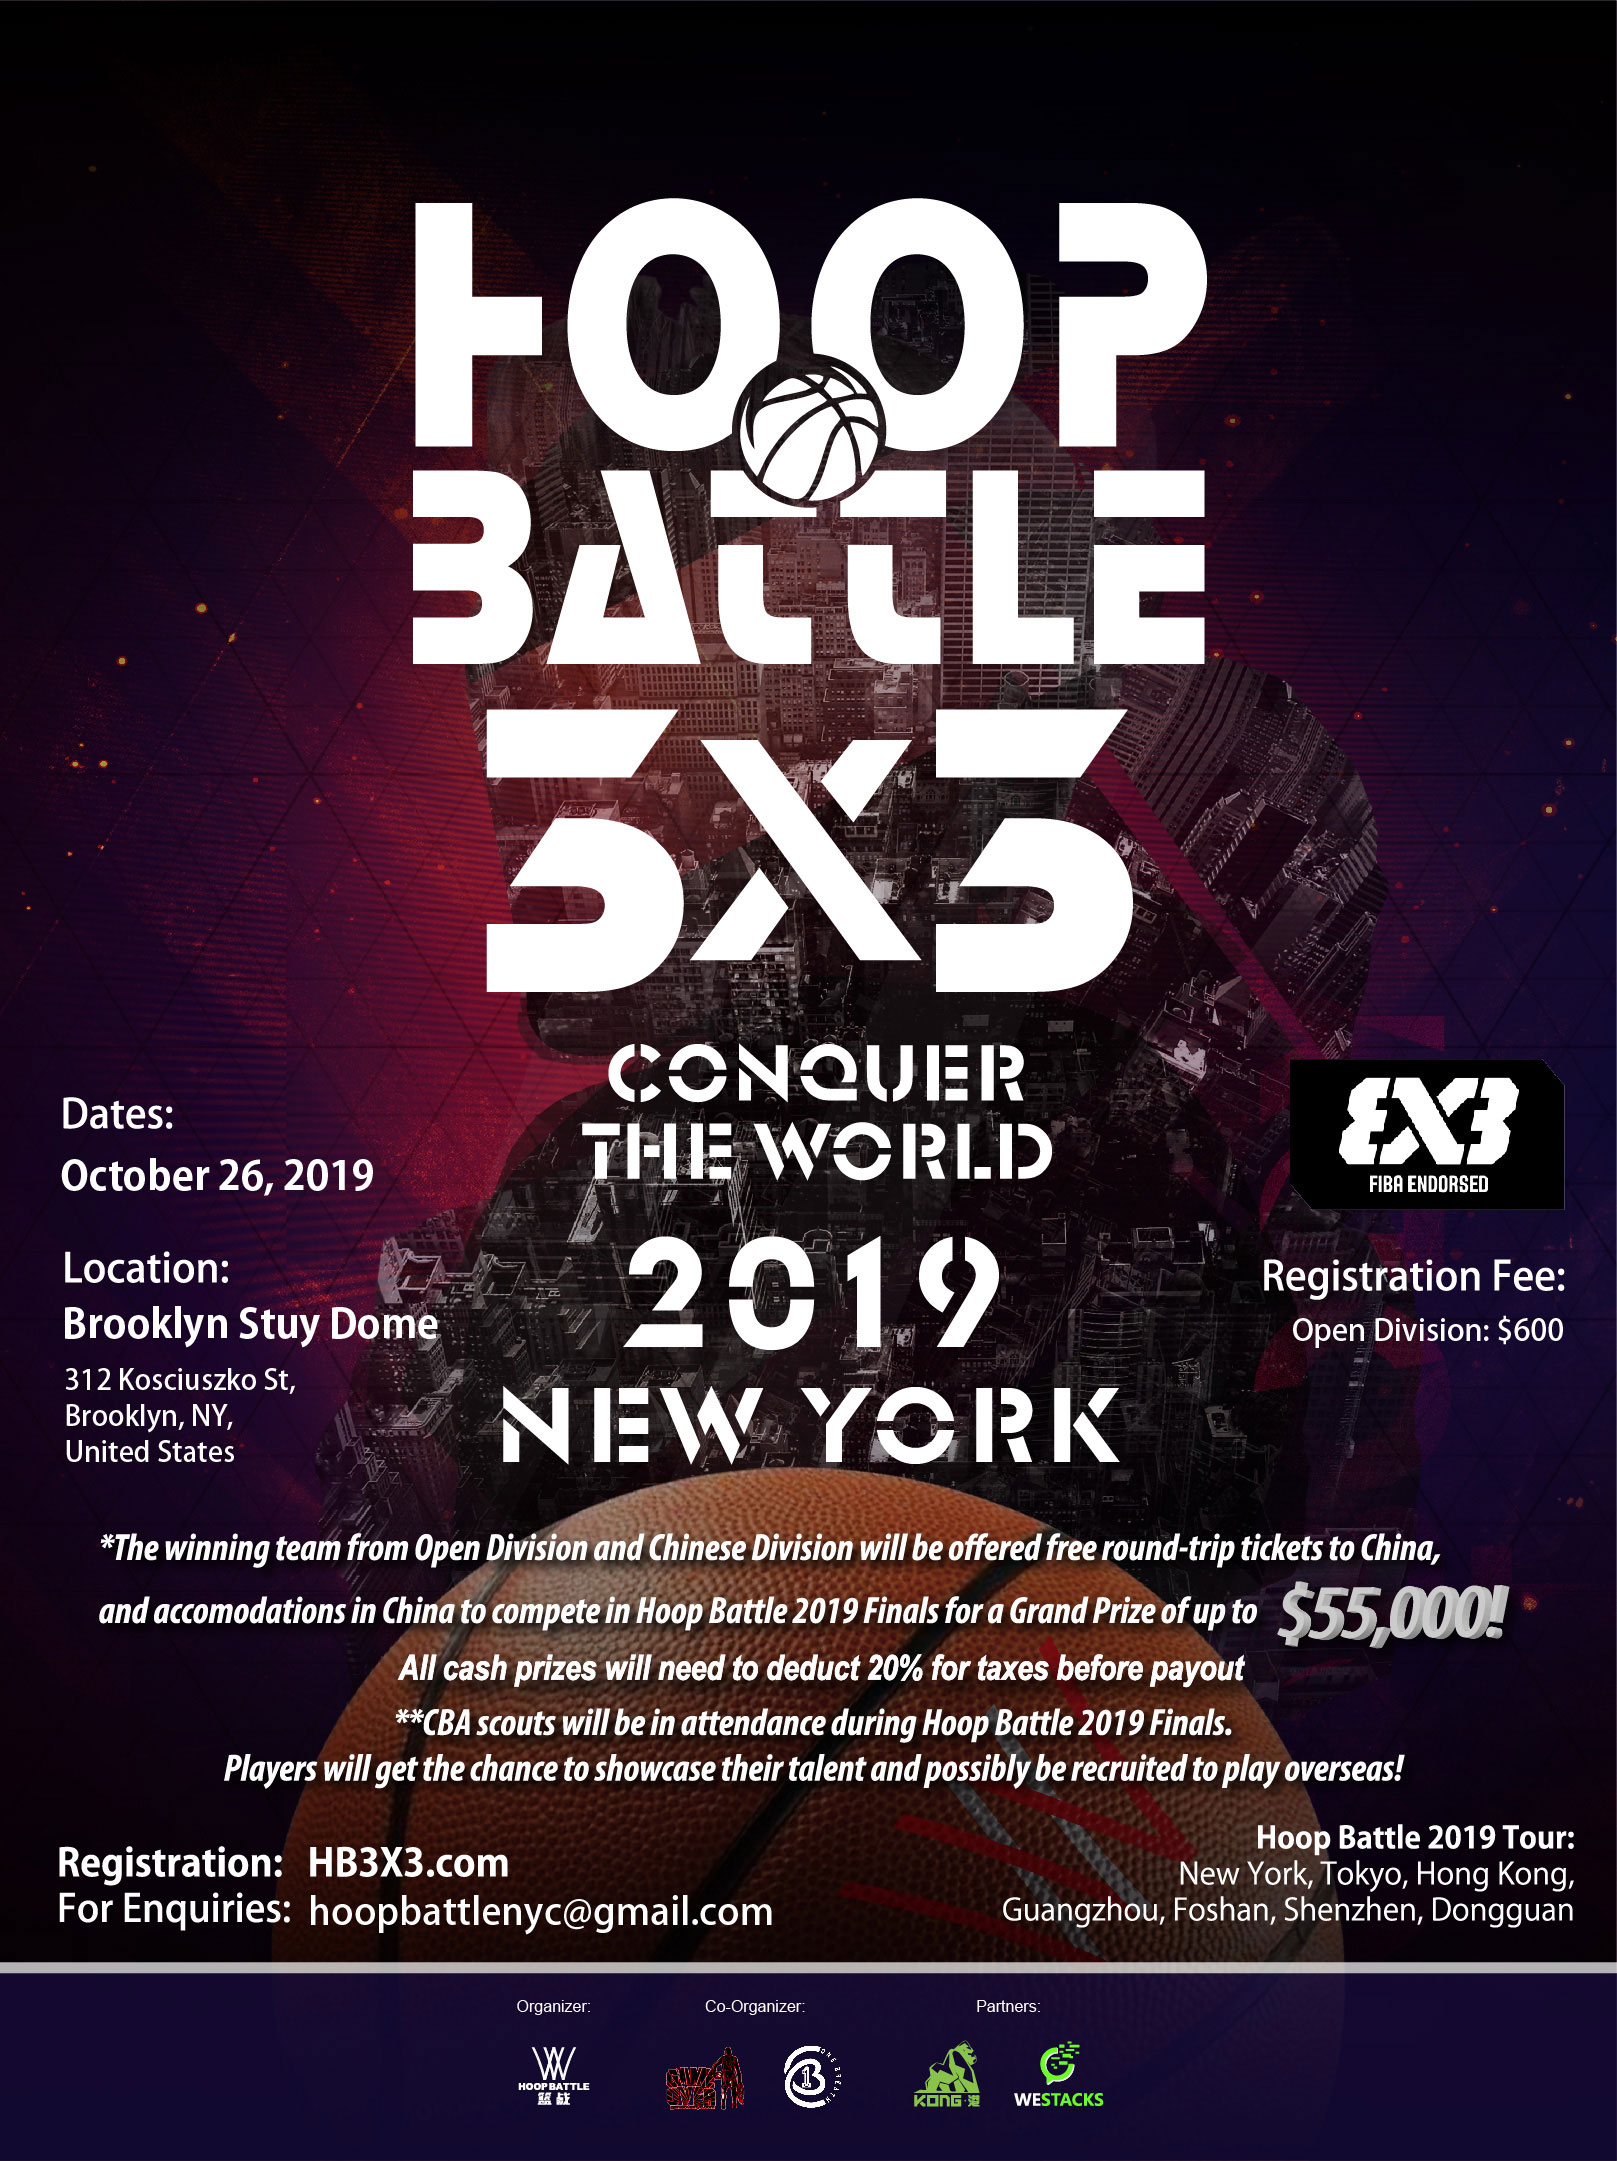 HOOP
BATTLE
3X3
CONQUER
THE WORLD
2019
NEW YORK
Dates:
October 26, 2019
Location:
Brooklyn Stuy Dome
312 Kosciuszko St,
Brooklyn, NY,
United States
3X3
FIBA ENDORSED
Registration Fee:
Open Division: $600
*The winning team from Open Division and Chinese Division will be offered free round-trip tickets to China,
and accomodations in China to compete in Hoop Battle 2019 Finals for a Grand Prize of up to $55,000!
All cash prizes will need to deduct 20% for taxes before payout
**CBA scouts will be in attendance during Hoop Battle 2019 Finals.
Players will get the chance to showcase their talent and possibly be recruited to play overseas!
Registration: HB3X3.com
For Enquiries: hoopbattlenyc@gmail.com
Hoop Battle 2019 Tour:
New York, Tokyo, Hong Kong,
Guangzhou, Foshan, Shenzhen, Dongguan
Organizer:
Co-Organizer:
Partners:
HOOP BATTLE
篮战
ONE BREATH
KONG·港
WESTACKS